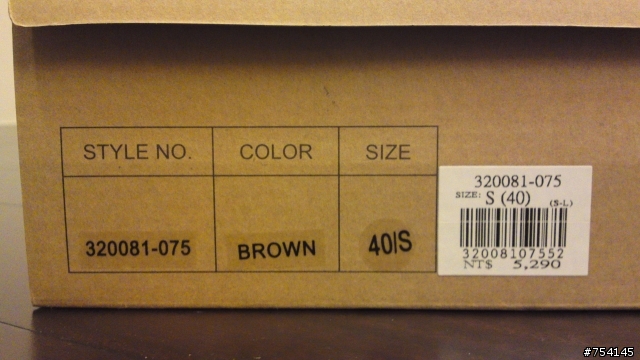 STYLE NO. COLOR SIZE
320081-075 BROWN 40/S
320081-075
SIZE: S (40) (S-L)
32008107552
NT$ 5,290
#754145